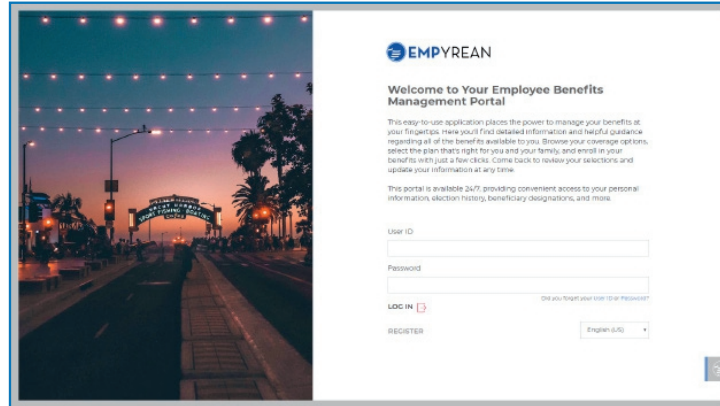 YACHT HARBOR
SPORT FISHING - BOATING
EMPYREAN
Welcome to Your Employee Benefits
Management Portal
This easy-to-use application places the power to manage your benefits at
your fingertips. Here you'll find detailed information and helpful guidance
regarding all of the benefits available to you. Browse your coverage options,
select the plan that's right for you and your family, and enroll in your
benefits with just a few clicks. Come back to review your selections and
update your information at any time.
This portal is available 24/7, providing convenient access to your personal
information, election history, beneficiary designations, and more.
User ID
Password
Did you forget your User ID or Password?
LOG IN
REGISTER
English (US)